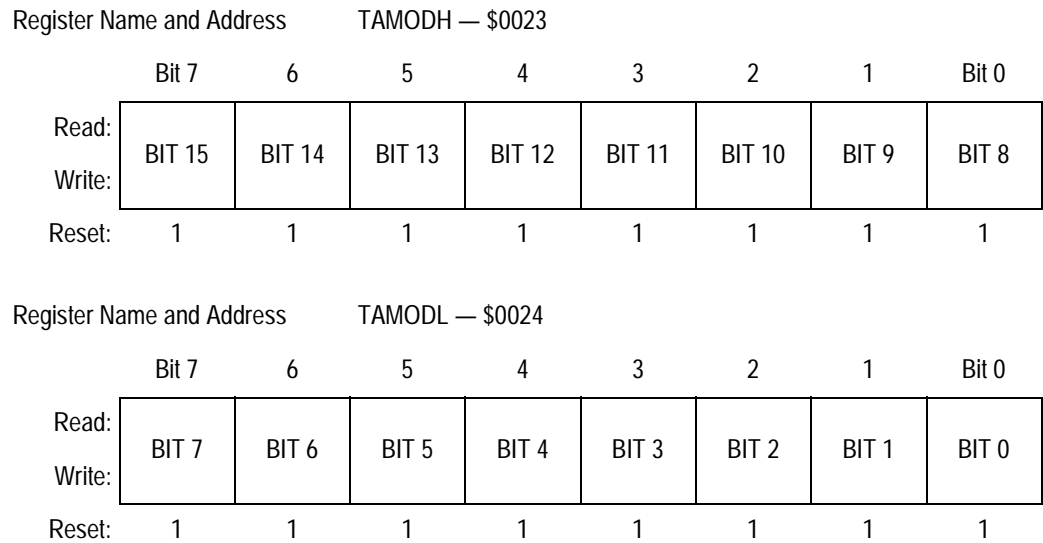 Register Name and Address TAMODH — $0023
Bit 7 6 5 4 3 2 1 Bit 0
Read:
BIT 15 BIT 14 BIT 13 BIT 12 BIT 11 BIT 10 BIT 9 BIT 8
Write:
Reset: 1 1 1 1 1 1 1 1
Register Name and Address TAMODL — $0024
Bit 7 6 5 4 3 2 1 Bit 0
Read:
BIT 7 BIT 6 BIT 5 BIT 4 BIT 3 BIT 2 BIT 1 BIT 0
Write:
Reset: 1 1 1 1 1 1 1 1